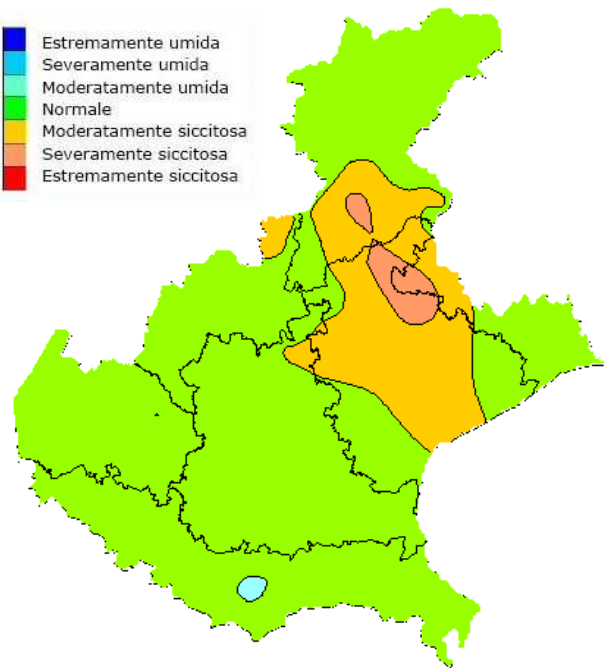 Estremamente umida
Severamente umida
Moderatamente umida
Normale
Moderatamente siccitosa
Severamente siccitosa
Estremamente siccitosa